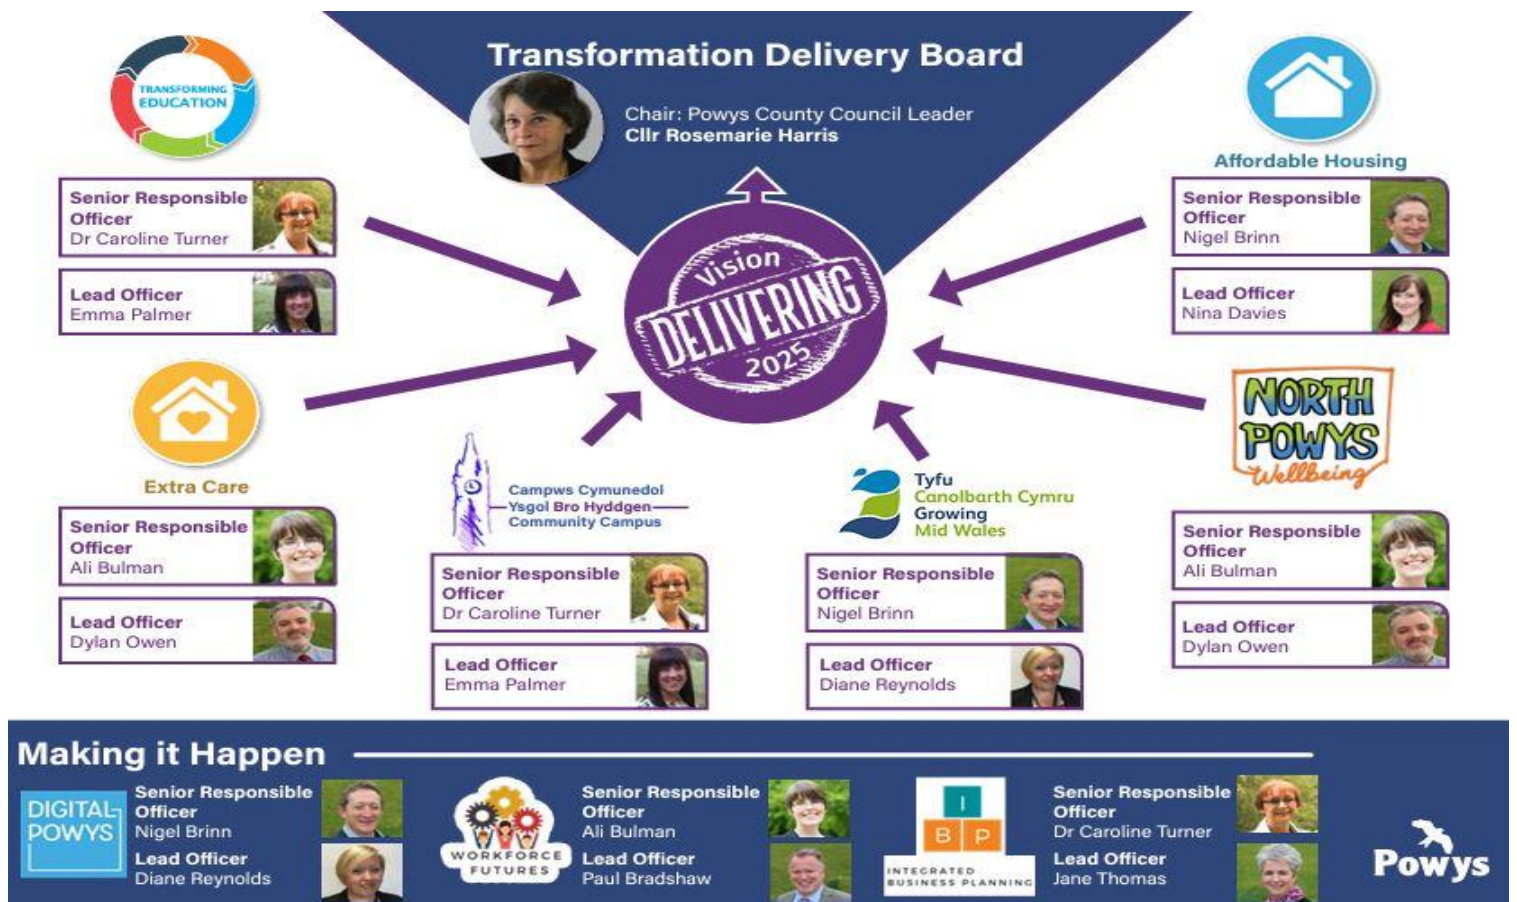 Transformation Delivery Board
Chair: Powys County Council Leader
Cllr Rosemarie Harris
TRANSFORMING
EDUCATION
Senior Responsible
Officer
Dr Caroline Turner
Lead Officer
Emma Palmer
Affordable Housing
Senior Responsible
Officer
Nigel Brinn
Lead Officer
Nina Davies
Vision
DELIVERING
2025
Extra Care
Senior Responsible
Officer
Ali Bulman
Lead Officer
Dylan Owen
Campws Cymunedol
Ysgol Bro Hyddgen
Community Campus
Senior Responsible
Officer
Dr Caroline Turner
Lead Officer
Emma Palmer
Tyfu
Canolbarth Cymru
Growing
Mid Wales
Senior Responsible
Officer
Nigel Brinn
Lead Officer
Diane Reynolds
NORTH
POWYS
Wellbeing
Senior Responsible
Officer
Ali Bulman
Lead Officer
Dylan Owen
Making it Happen
DIGITAL
POWYS
Senior Responsible
Officer
Nigel Brinn
Lead Officer
Diane Reynolds
WORKFORCE
FUTURES
Senior Responsible
Officer
Ali Bulman
Lead Officer
Paul Bradshaw
I
B P
INTEGRATED
BUSINESS PLANNING
Senior Responsible
Officer
Dr Caroline Turner
Lead Officer
Jane Thomas
Powys